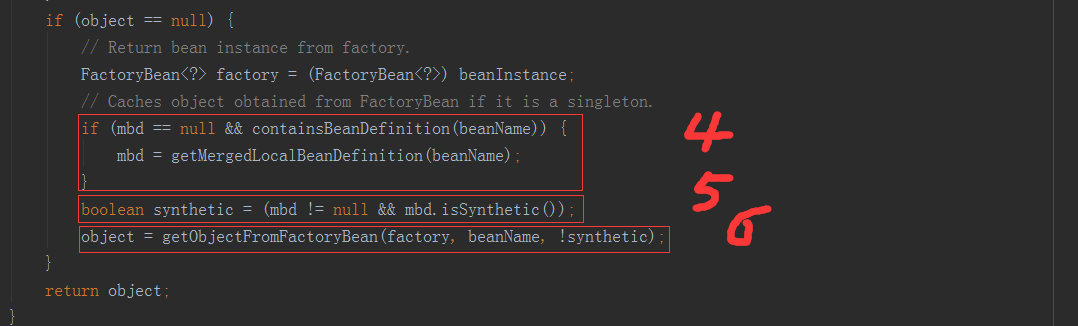 if (object == null) {
// Return bean instance from factory.
FactoryBean<?> factory = (FactoryBean<?>) beanInstance;
// Caches object obtained from FactoryBean if it is a singleton.
if (mbd == null && containsBeanDefinition(beanName)) {
mbd = getMergedLocalBeanDefinition(beanName);
}
4
boolean synthetic = (mbd != null && mbd.isSynthetic());
5
object = getObjectFromFactoryBean(factory, beanName, !synthetic);
6
}
return object;
}